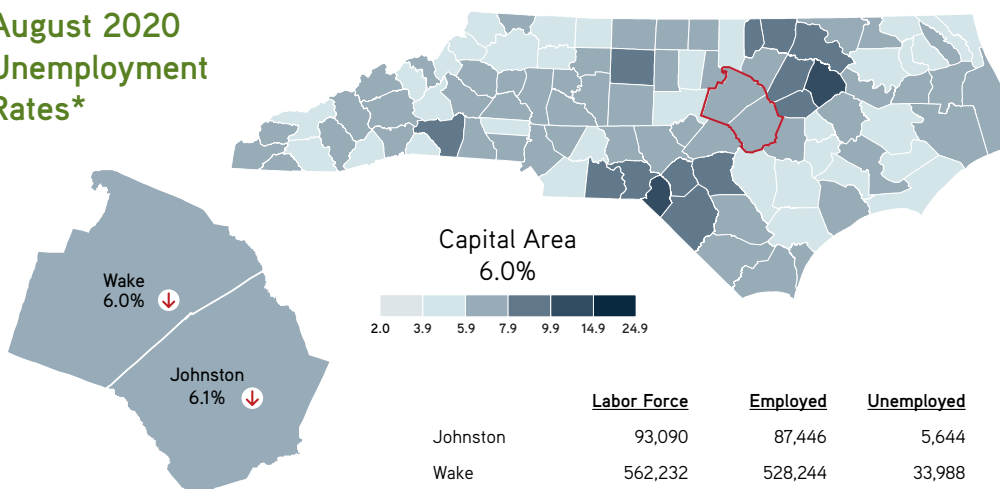 August 2020
Unemployment
Rates*
Capital Area
6.0%
2.0 3.9 5.9 7.9 9.9 14.9 24.9
Wake
6.0%
Johnston
6.1%
Labor Force Employed Unemployed
Johnston 93,090 87,446 5,644
Wake 562,232 528,244 33,988